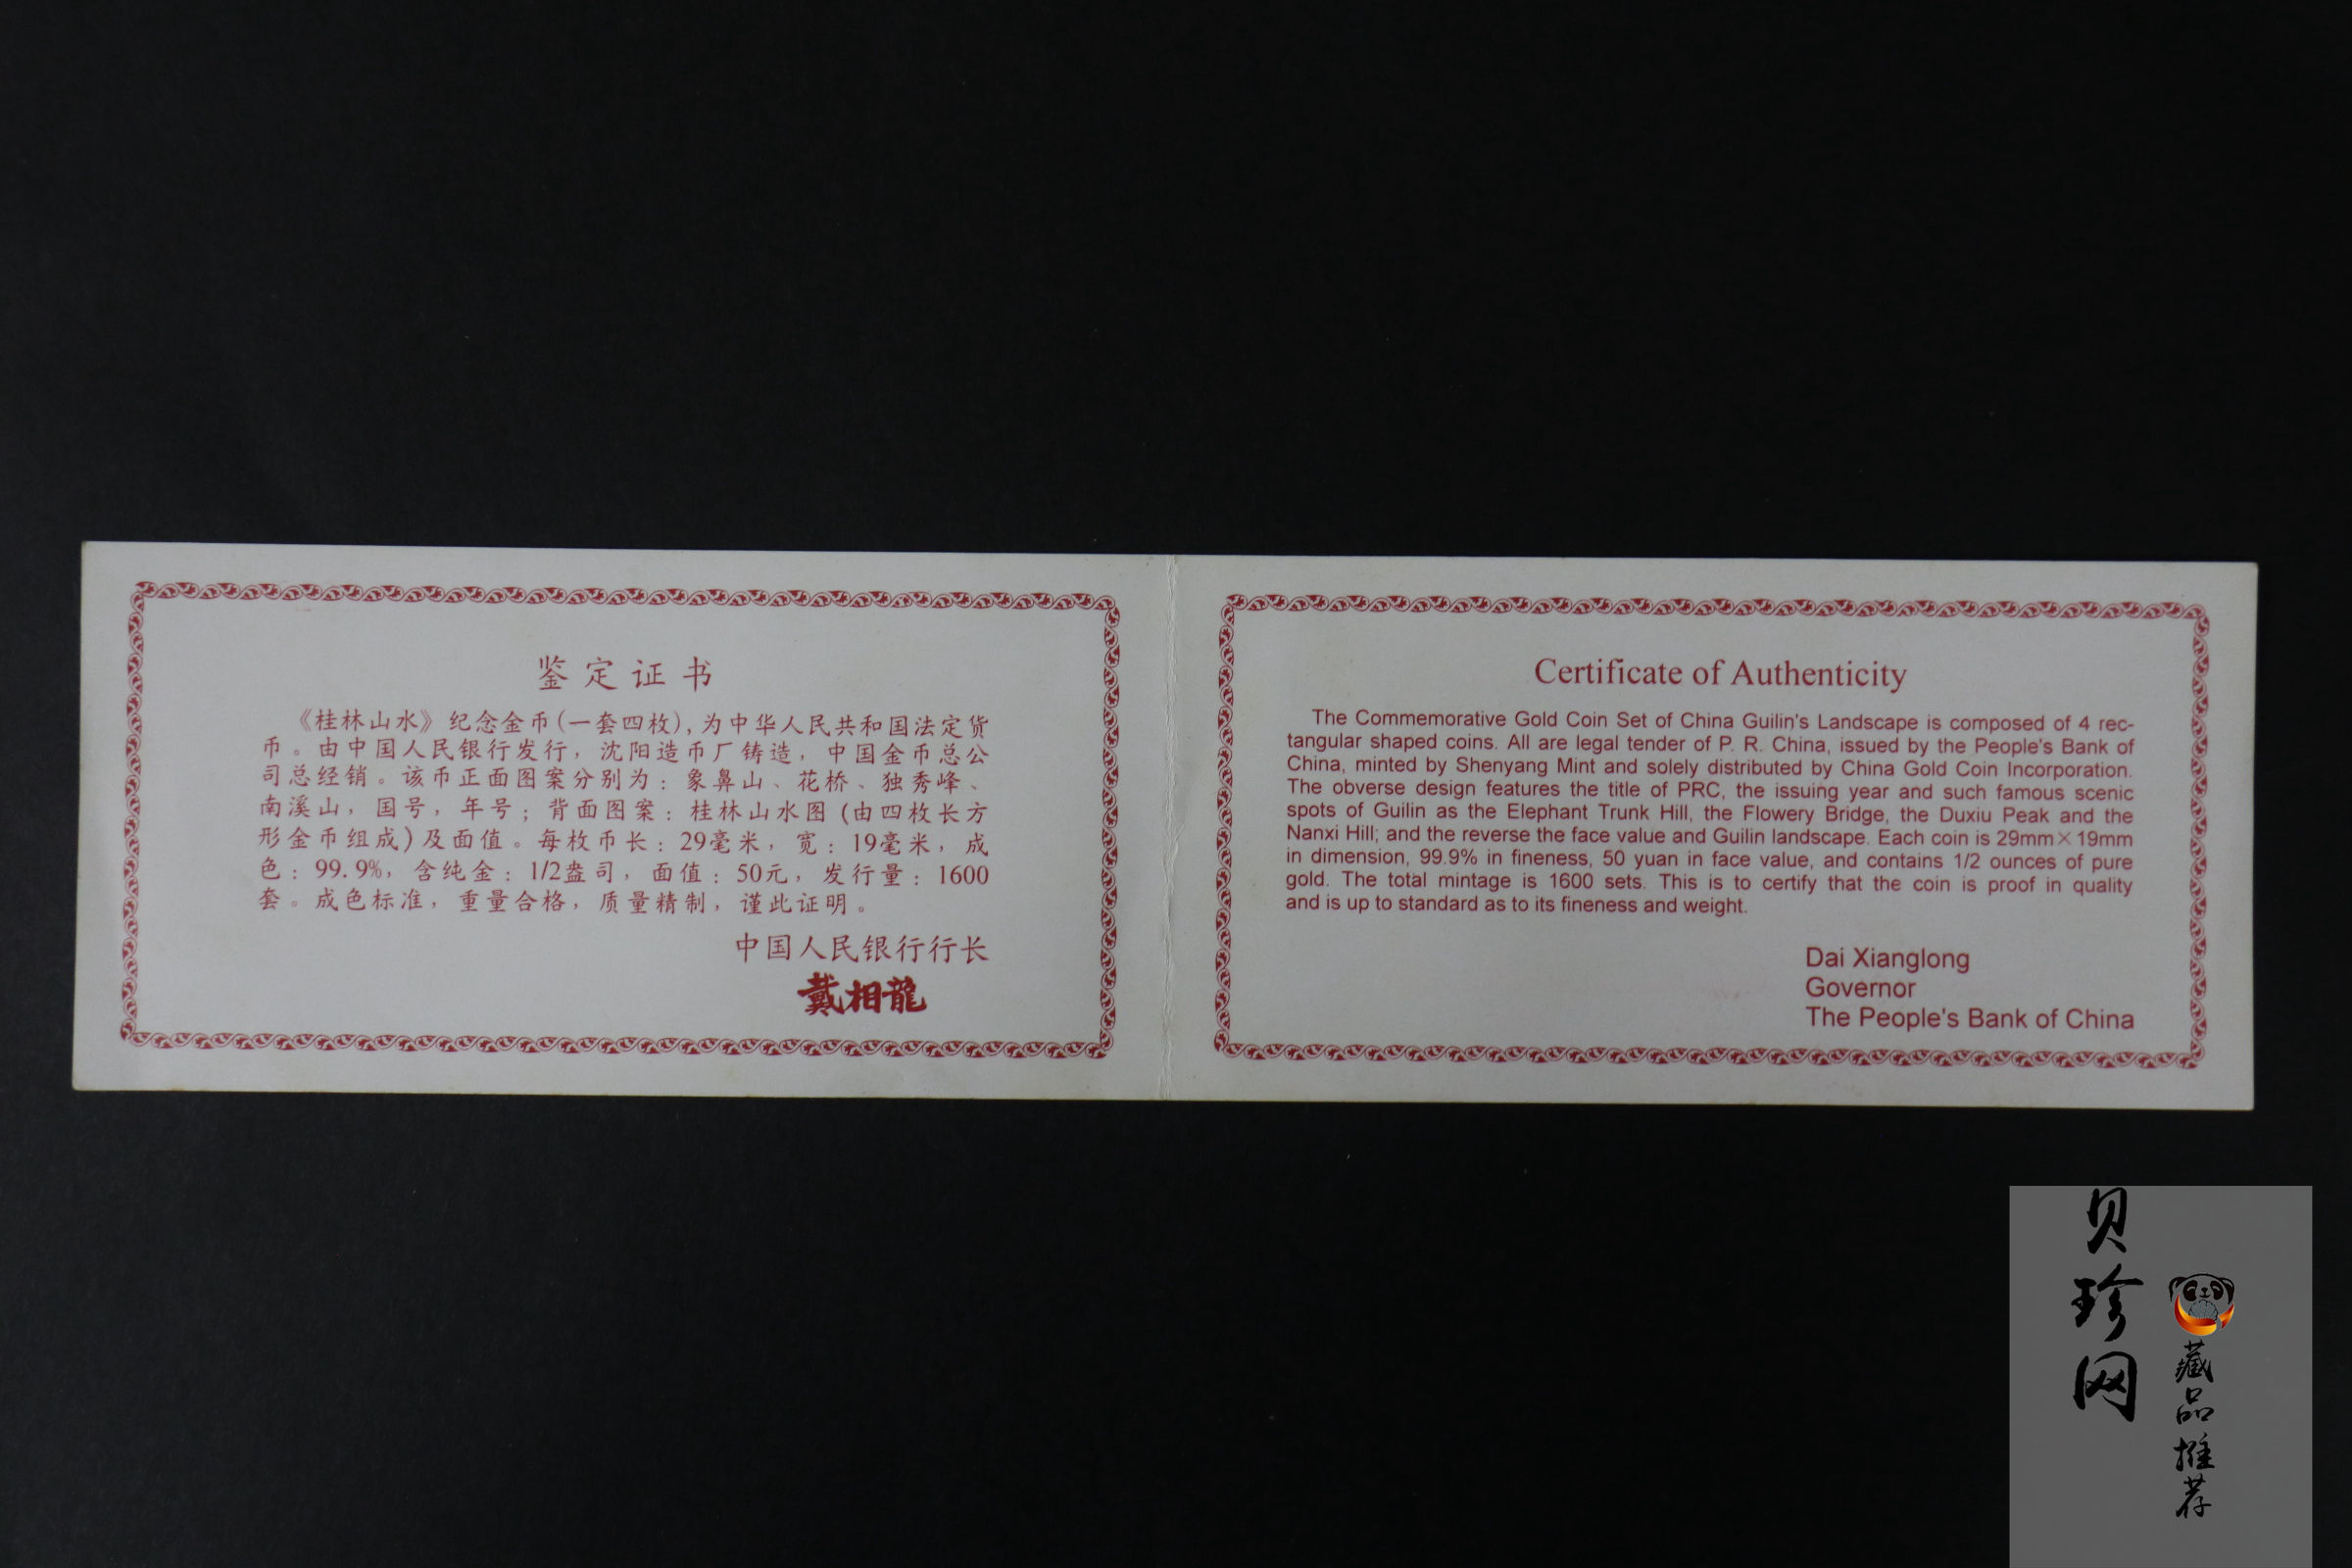 鉴定证书
《桂林山水》纪念金币(一套四枚),为中华人民共和国法定货
币。由中国人民银行发行，沈阳造币厂铸造，中国金币总公
司总经销。该币正面图案分别为：象鼻山、花桥、独秀峰、
南溪山，国号，年号；背面图案：桂林山水图(由四枚长方
形金币组成)及面值。每枚币长：29毫米，宽：19毫米，成
色：99.9%，含纯金：1/2盎司，面值：50元，发行量：1600
套。成色标准，重量合格，质量精制，谨此证明。
中国人民银行行长
戴相龍
Certificate of Authenticity
The Commemorative Gold Coin Set of China Guilin's Landscape is composed of 4 rec-
tangular shaped coins. All are legal tender of P. R. China, issued by the People's Bank of
China, minted by Shenyang Mint and solely distributed by China Gold Coin Incorporation.
The obverse design features the title of PRC, the issuing year and such famous scenic
spots of Guilin as the Elephant Trunk Hill, the Flowery Bridge, the Duxiu Peak and the
Nanxi Hill; and the reverse the face value and Guilin landscape. Each coin is 29mm×19mm
in dimension, 99.9% in fineness, 50 yuan in face value, and contains 1/2 ounces of pure
gold. The total mintage is 1600 sets. This is to certify that the coin is proof in quality
and is up to standard as to its fineness and weight.
Dai Xianglong
Governor
The People's Bank of China
贝珍网
藏品推荐